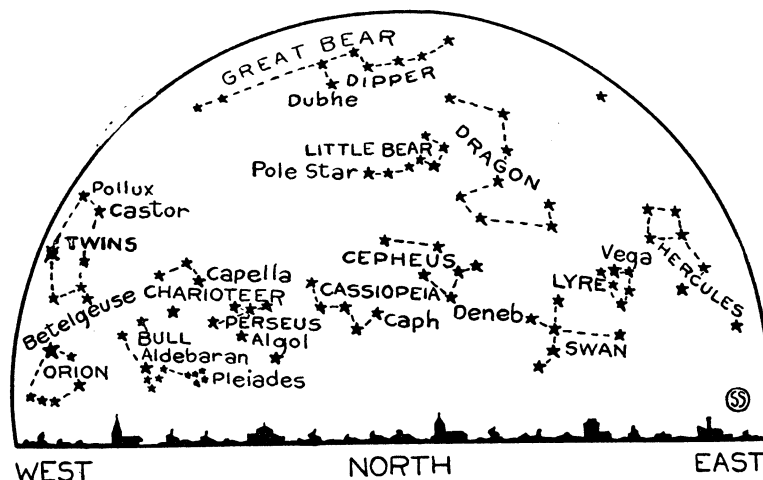 GREAT BEAR
DIPPER
Dubhe
LITTLE BEAR
DRAGON
Pole Star
Pollux
Castor
TWINS
CEPHEUS
Vega
HERCULES
LYRE
Capella
CHARIOTEER
CASSIOPEIA
Betelgeuse
PERSEUS
Caph
Deneb
BULL
Algol
SWAN
Aldebaran
ORION
Pleiades
SS
WEST
NORTH
EAST